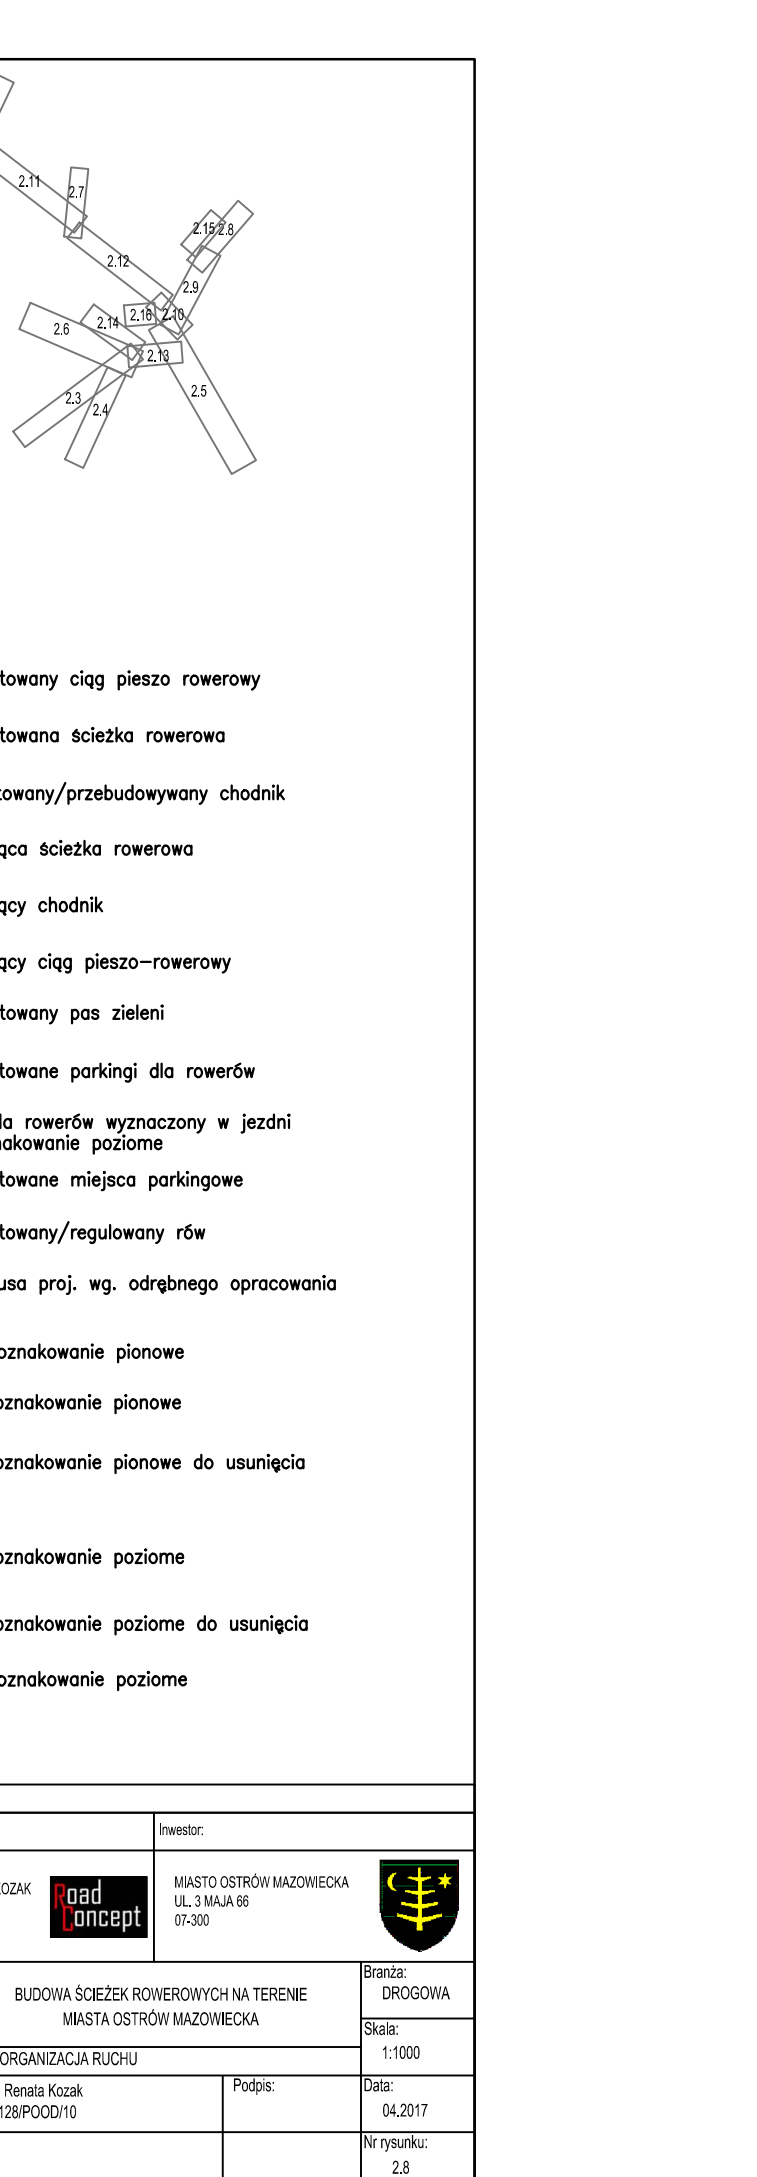 2.11
2.7
2.15
2.8
2.12
2.9
2.16
2.10
2.14
2.6
2.13
2.5
2.3
2.4
towany ciąg pieszo rowerowy
towana ścieżka rowerowa
towany/przebudowywany chodnik
ąca ścieżka rowerowa
ący chodnik
ący ciąg pieszo-rowerowy
towany pas zieleni
towane parkingi dla rowerów
la rowerów wyznaczony w jezdni
nakowanie poziome
towane miejsca parkingowe
towany/regulowany rów
usa proj. wg. odrębnego opracowania
oznakowanie pionowe
oznakowanie pionowe
oznakowanie pionowe do usunięcia
oznakowanie poziome
oznakowanie poziome do usunięcia
oznakowanie poziome
Inwestor:
KOZAK
Road
Concept
MIASTO OSTRÓW MAZOWIECKA
UL. 3 MAJA 66
07-300
BUDOWA ŚCIEŻEK ROWEROWYCH NA TERENIE
MIASTA OSTRÓW MAZOWIECKA
Branża:
DROGOWA
Skala:
1:1000
ORGANIZACJA RUCHU
Renata Kozak
128/POOD/10
Podpis:
Data:
04.2017
Nr rysunku:
2.8